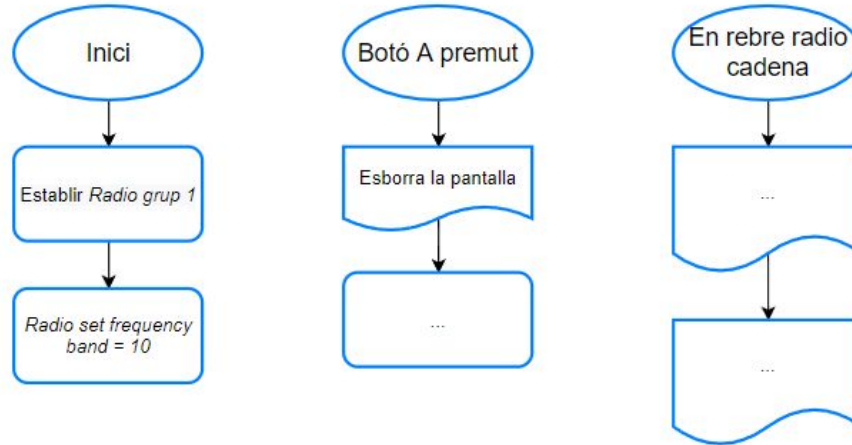 Inici
Establir Radio grup 1
Radio set frequency
band = 10
Botó A premut
Esborra la pantalla
...
En rebre radio
cadena
...
...